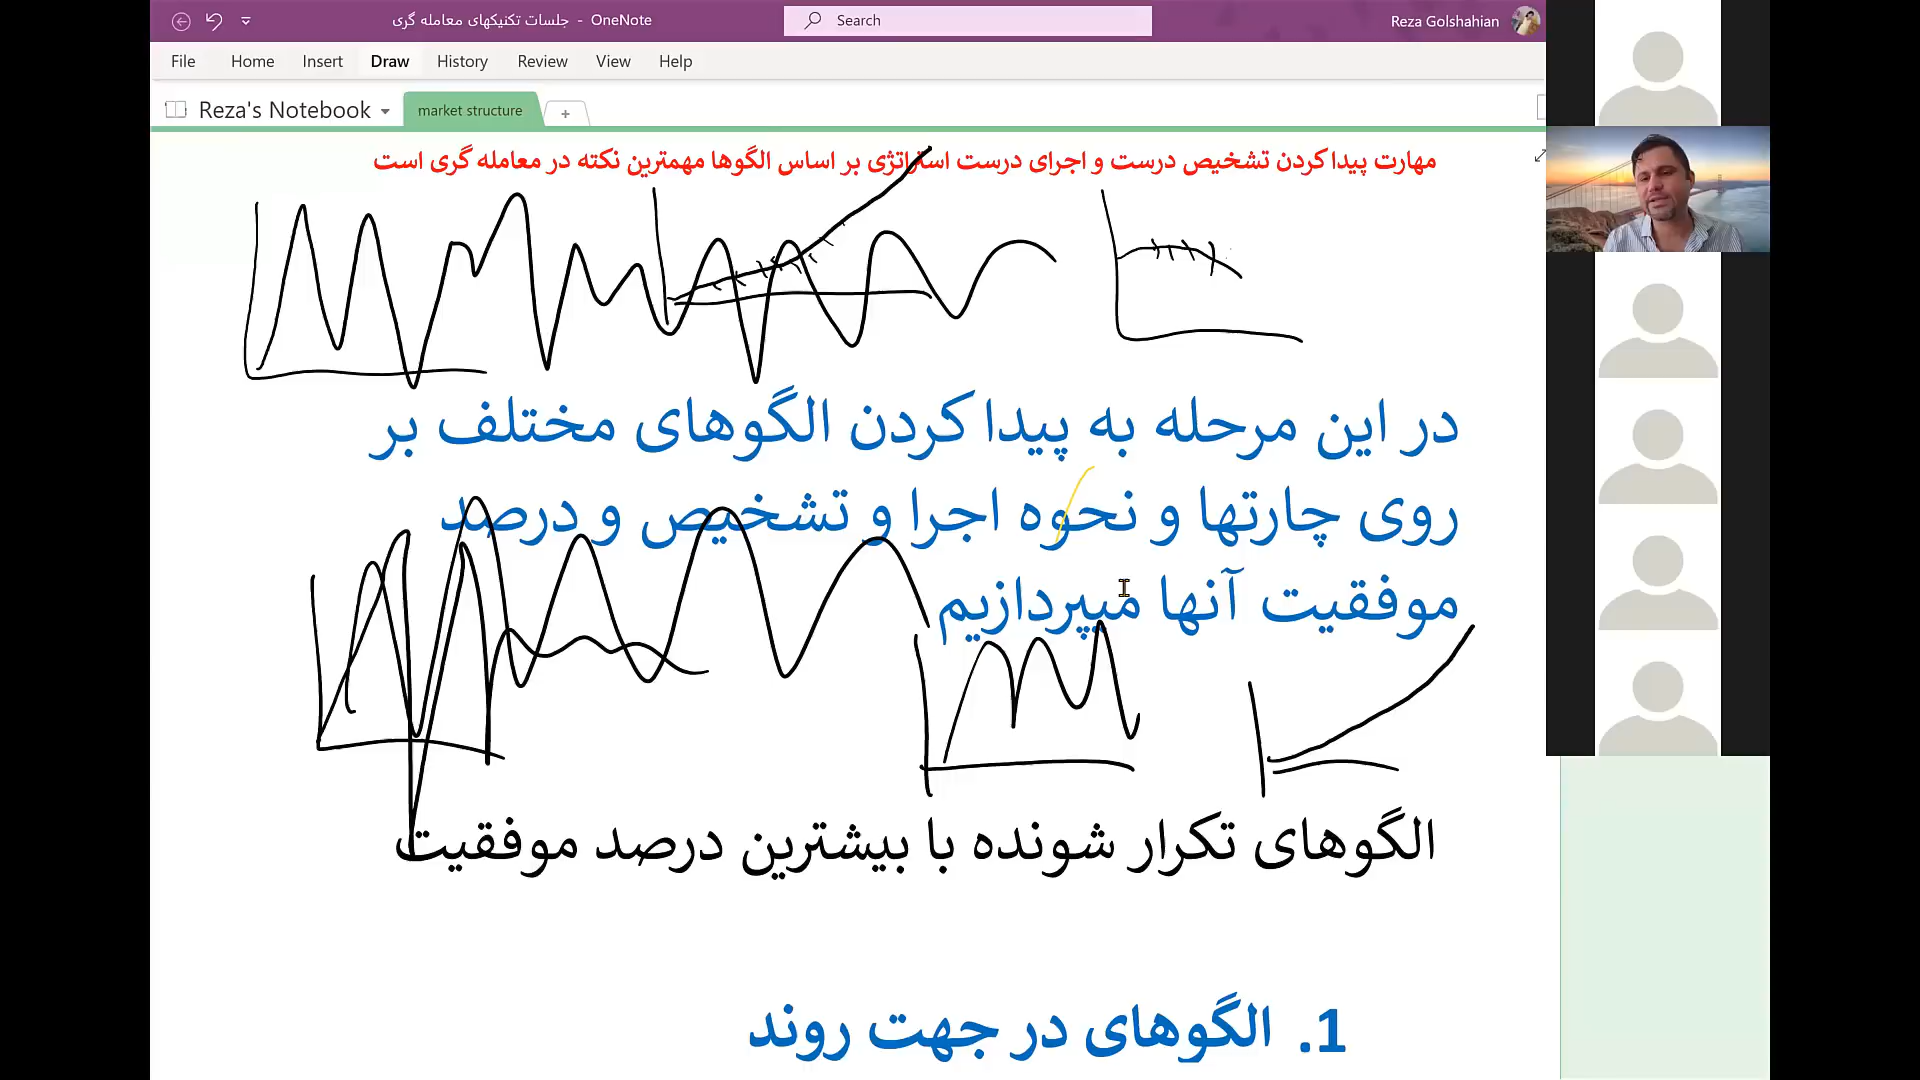 جلسات تکنیکهای معامله گری - OneNote
Search
Reza Golshahian
File Home Insert Draw History Review View Help
Reza's Notebook
market structure
مهارت پیدا کردن تشخیص درست و اجرای درست استراتژی بر اساس الگوها مهمترین نکته در معامله گری است
در این مرحله به پیدا کردن الگوهای مختلف بر
روی چارتها و نحوه اجرا و تشخیص و درصد
موفقیت آنها میپردازیم
الگوهای تکرار شونده با بیشترین درصد موفقیت
1. الگوهای در جهت روند